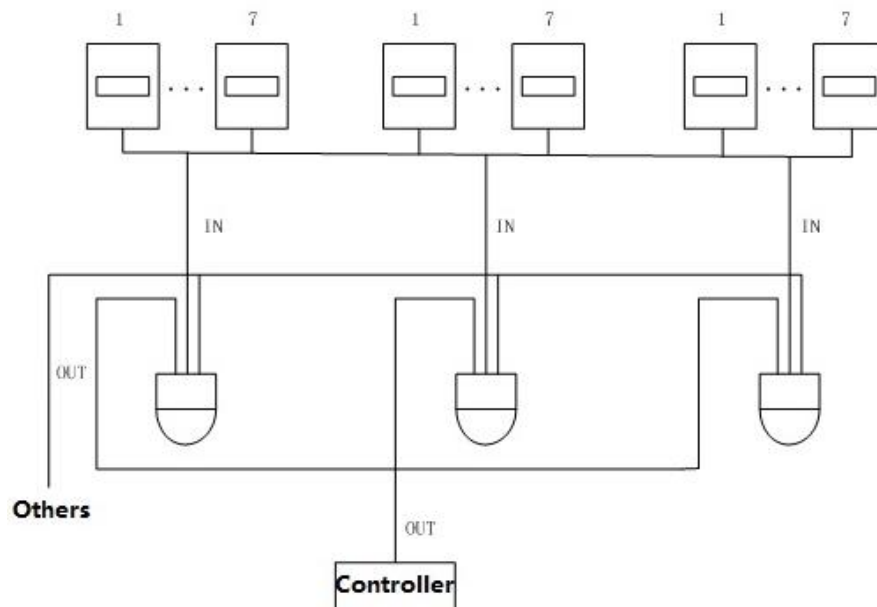 1 7 1 7 1 7
IN IN IN
OUT
Others
OUT
Controller